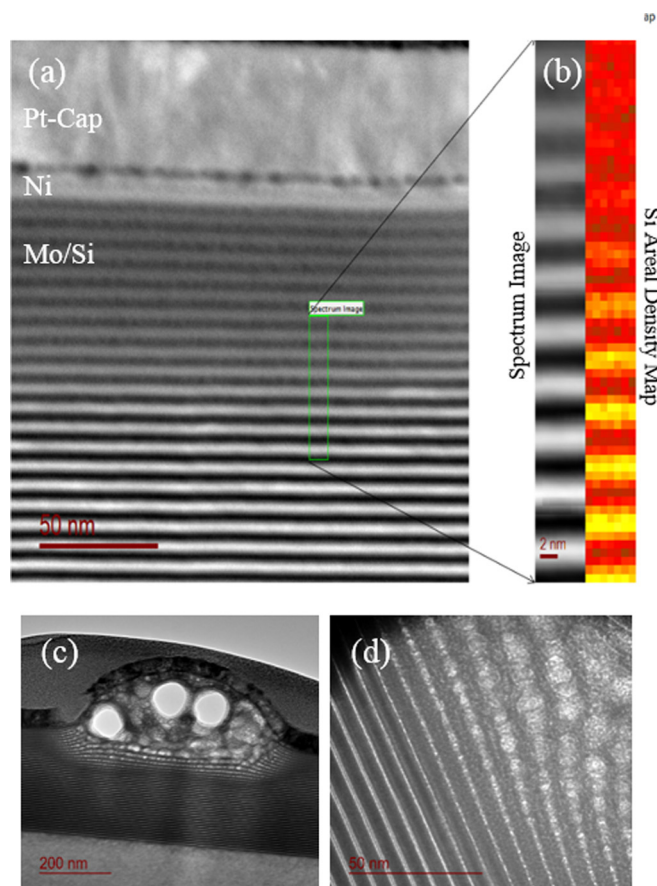 ap
(a)
Pt-Cap
Ni
Mo/Si
Spectrum Image
50 nm
(b)
Spectrum Image
2 nm
Si Areal Density Map
(c)
200 nm
(d)
50 nm